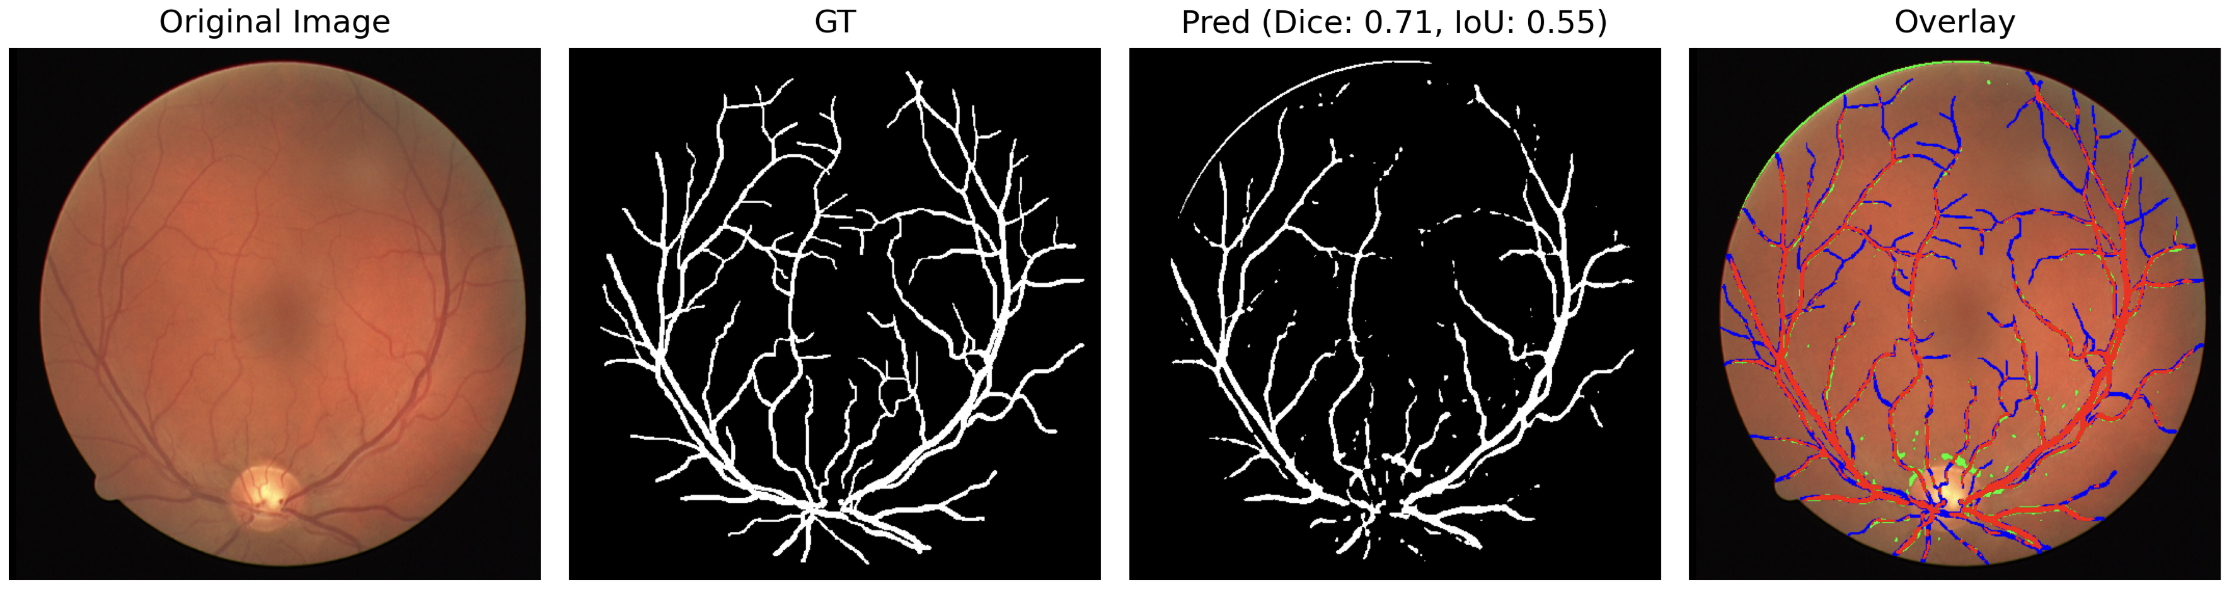 Original Image
GT
Pred (Dice: 0.71, IoU: 0.55)
Overlay